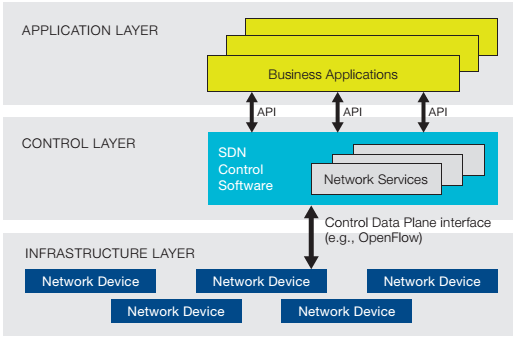 APPLICATION LAYER
Business Applications
API
API
API
CONTROL LAYER
SDN
Control
Software
Network Services
Control Data Plane interface
(e.g., OpenFlow)
INFRASTRUCTURE LAYER
Network Device
Network Device
Network Device
Network Device
Network Device